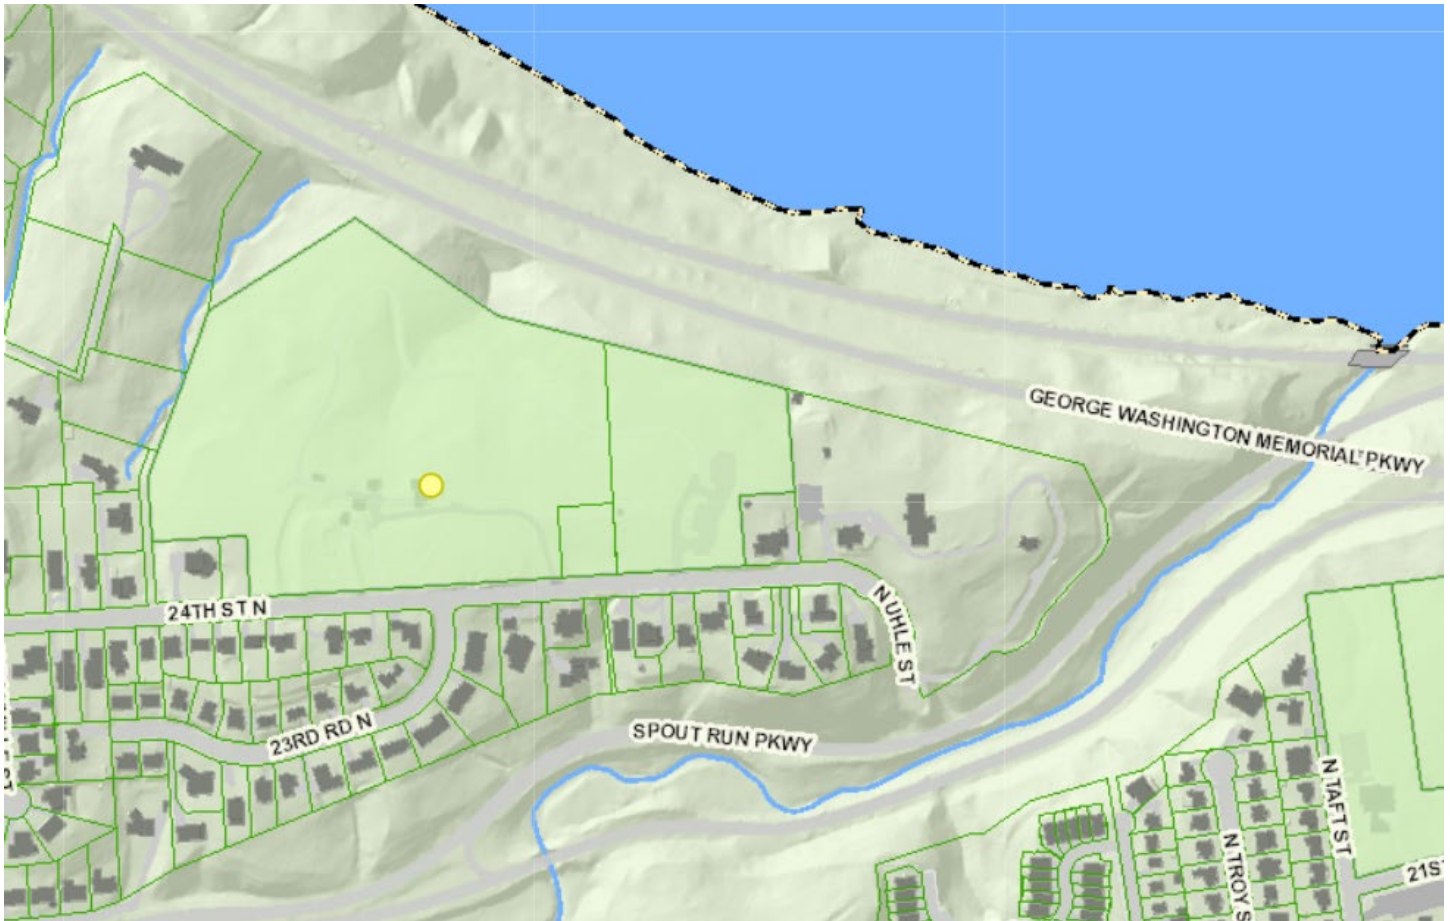 GEORGE WASHINGTON MEMORIAL PKWY
24TH ST N
N UHLE ST
23RD RD N
SPOUT RUN PKWY
N TAFT ST
N TROY S
21S